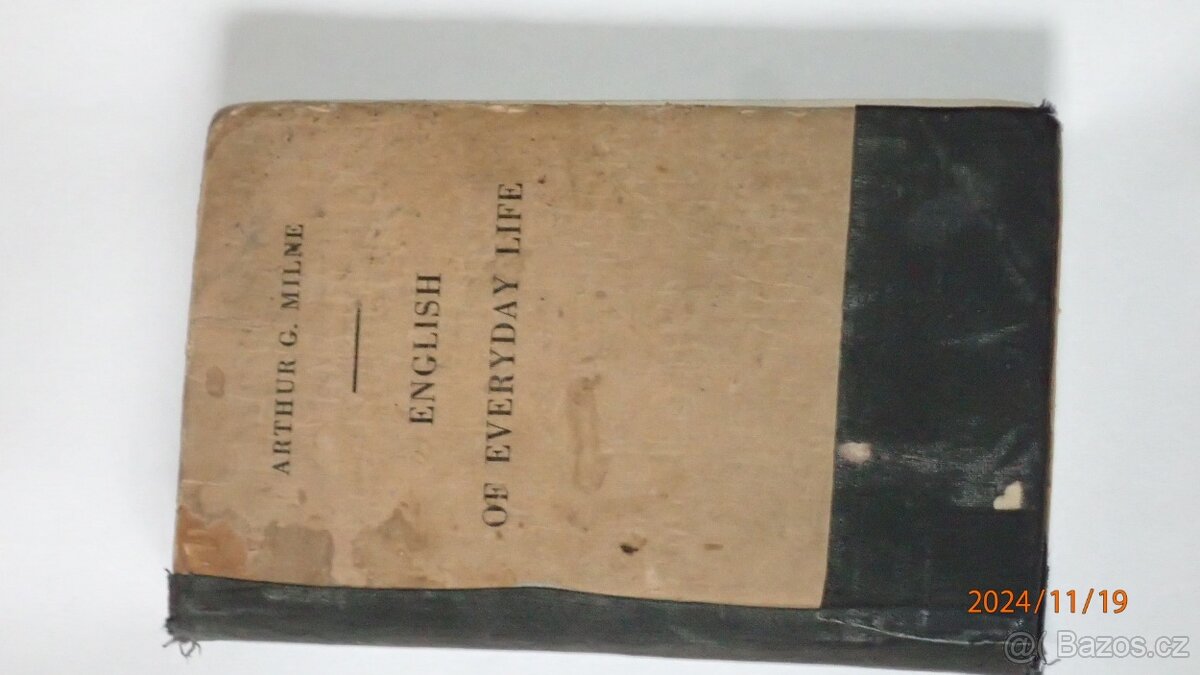 ARTHUR G. MILNE
ENGLISH
OF EVERYDAY LIFE
2024/11/19
@( Bazos.cz